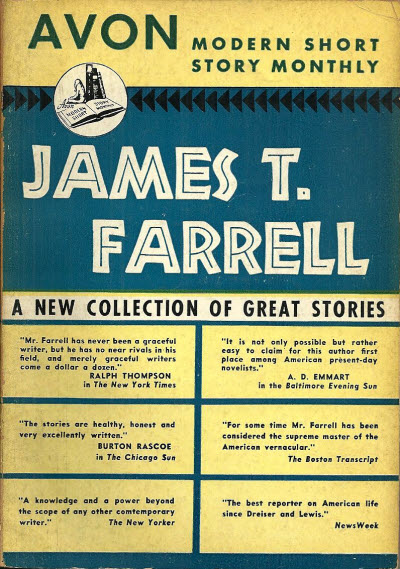 AVON
MODERN SHORT
STORY MONTHLY
Avon
MODERN
SHORT
STORY
MONTHLY
JAMES T.
FARRELL
A NEW COLLECTION OF GREAT STORIES
"Mr. Farrell has never been a graceful
writer, but he has no near rivals in his
field, and merely graceful writers
come a dollar a dozen."
RALPH THOMPSON
in The New York Times
"It is not only possible but rather
easy to claim for this author first
place among American present-day
novelists."
A. D. EMMART
in the Baltimore Evening Sun
"The stories are healthy, honest and
very excellently written."
BURTON RASCOE
in The Chicago Sun
"For some time Mr. Farrell has been
considered the supreme master of the
American vernacular."
The Boston Transcript
"A knowledge and a power beyond
the scope of any other comtemporary
writer." The New Yorker
"The best reporter on American life
since Dreiser and Lewis."
NewsWeek